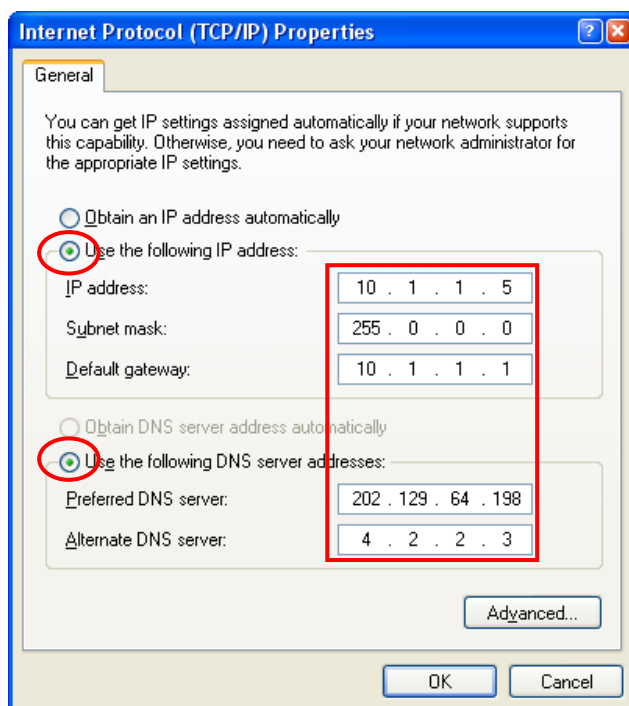 Internet Protocol (TCP/IP) Properties
General
You can get IP settings assigned automatically if your network supports
this capability. Otherwise, you need to ask your network administrator for
the appropriate IP settings.
Obtain an IP address automatically
Use the following IP address:
IP address: 10 . 1 . 1 . 5
Subnet mask: 255 . 0 . 0 . 0
Default gateway: 10 . 1 . 1 . 1
Obtain DNS server address automatically
Use the following DNS server addresses:
Preferred DNS server: 202 . 129 . 64 . 198
Alternate DNS server: 4 . 2 . 2 . 3
Advanced...
OK Cancel